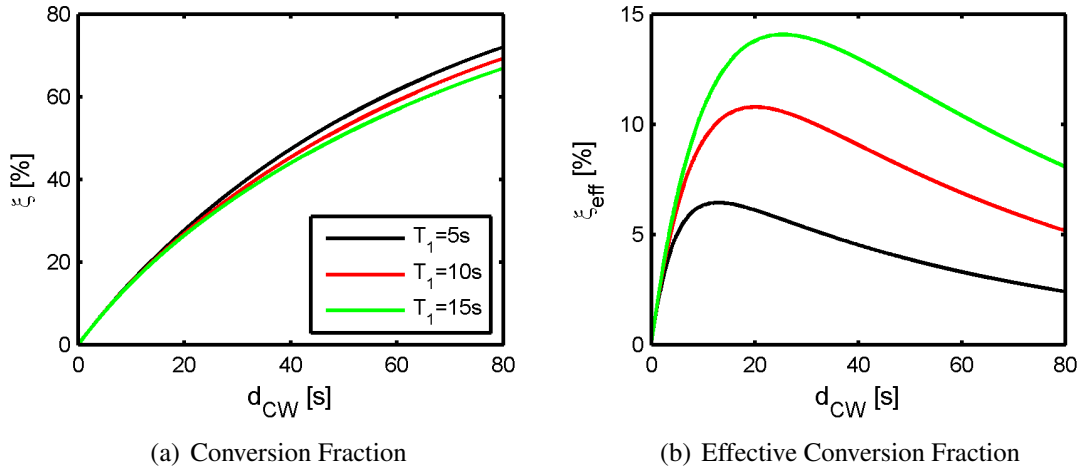 80
60
40
20
0
ξ [%]
0 20 40 60 80
d_CW [s]
T_1=5s
T_1=10s
T_1=15s
(a) Conversion Fraction
15
10
5
0
ξ_eff [%]
0 20 40 60 80
d_CW [s]
(b) Effective Conversion Fraction